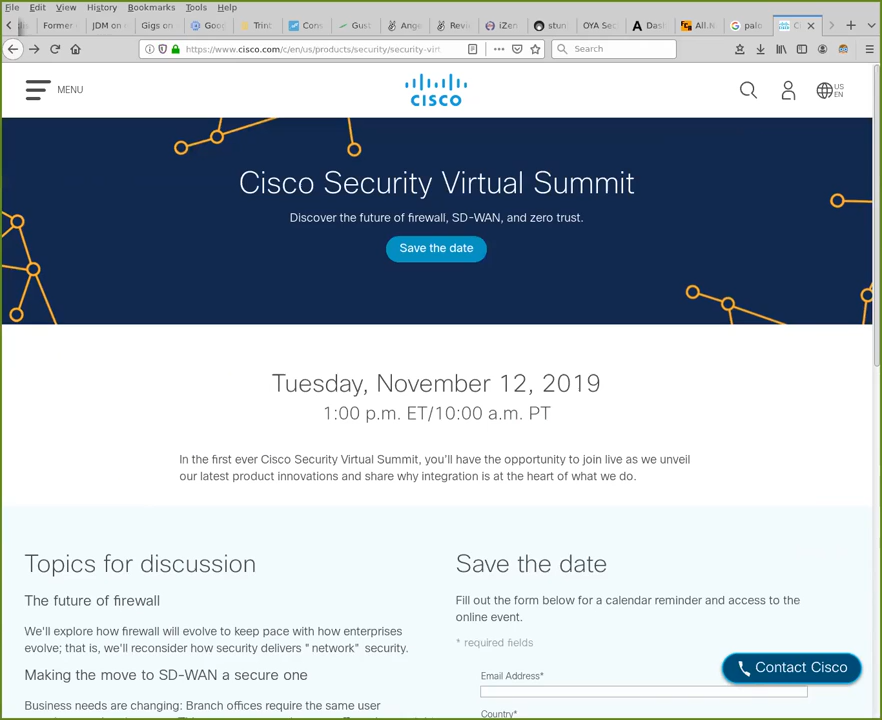 File Edit View History Bookmarks Tools Help
Former JDM on Gigs on Goo Trint Con Gust Ange Revi iZen stun OYA Sec Das All.N palo C
https://www.cisco.com/c/en/us/products/security/security-virt
Search
MENU
CISCO
US
EN
Cisco Security Virtual Summit
Discover the future of firewall, SD-WAN, and zero trust.
Save the date
Tuesday, November 12, 2019
1:00 p.m. ET/10:00 a.m. PT
In the first ever Cisco Security Virtual Summit, you'll have the opportunity to join live as we unveil
our latest product innovations and share why integration is at the heart of what we do.
Topics for discussion
The future of firewall
We'll explore how firewall will evolve to keep pace with how enterprises
evolve; that is, we'll reconsider how security delivers "network" security.
Making the move to SD-WAN a secure one
Business needs are changing: Branch offices require the same user
Save the date
Fill out the form below for a calendar reminder and access to the
online event.
* required fields
Email Address*
Country*
Contact Cisco